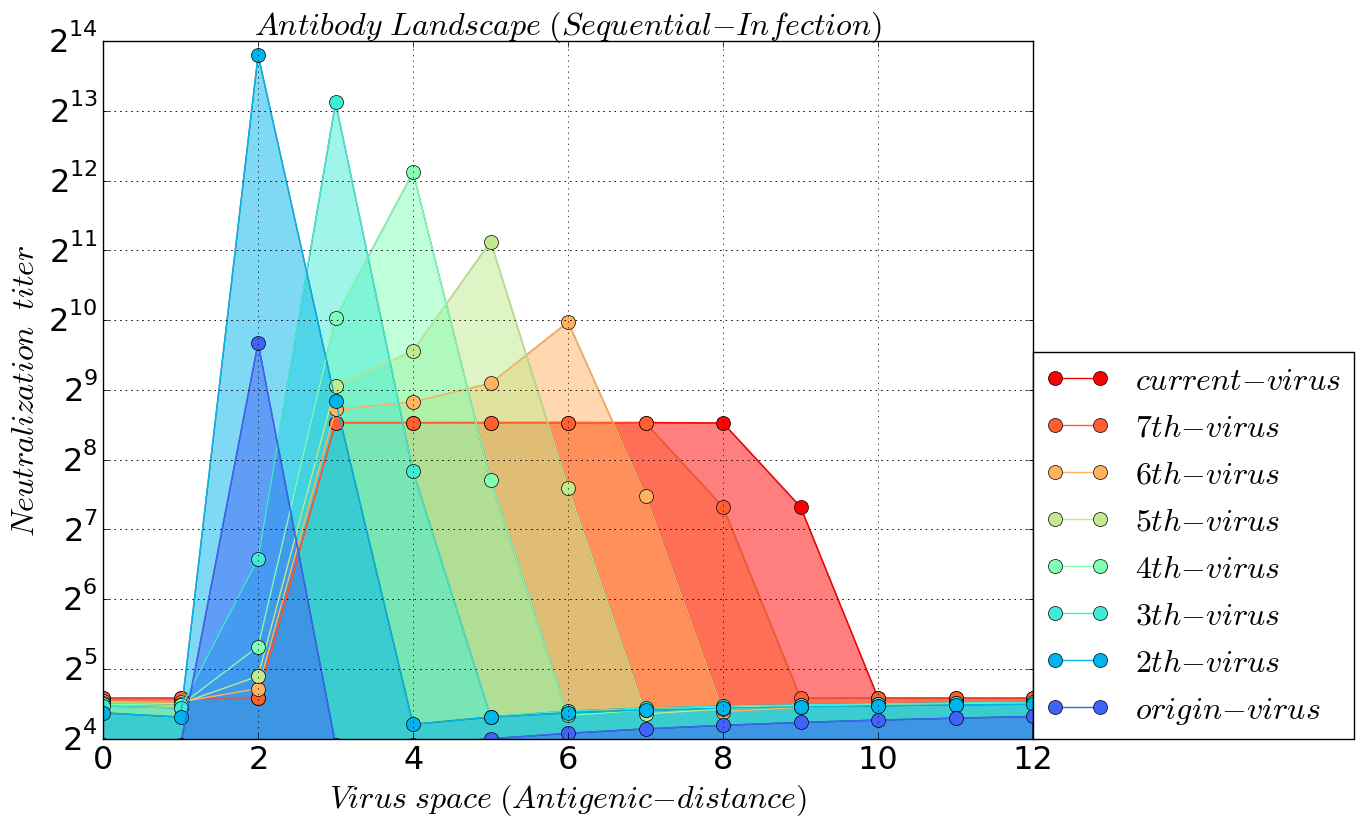 Antibody Landscape (Sequential−Infection)
2^14
2^13
2^12
2^11
2^10
2^9
2^8
2^7
2^6
2^5
2^4
Neutralization titer
0 2 4 6 8 10 12
Virus space (Antigenic−distance)
current−virus
7th−virus
6th−virus
5th−virus
4th−virus
3th−virus
2th−virus
origin−virus